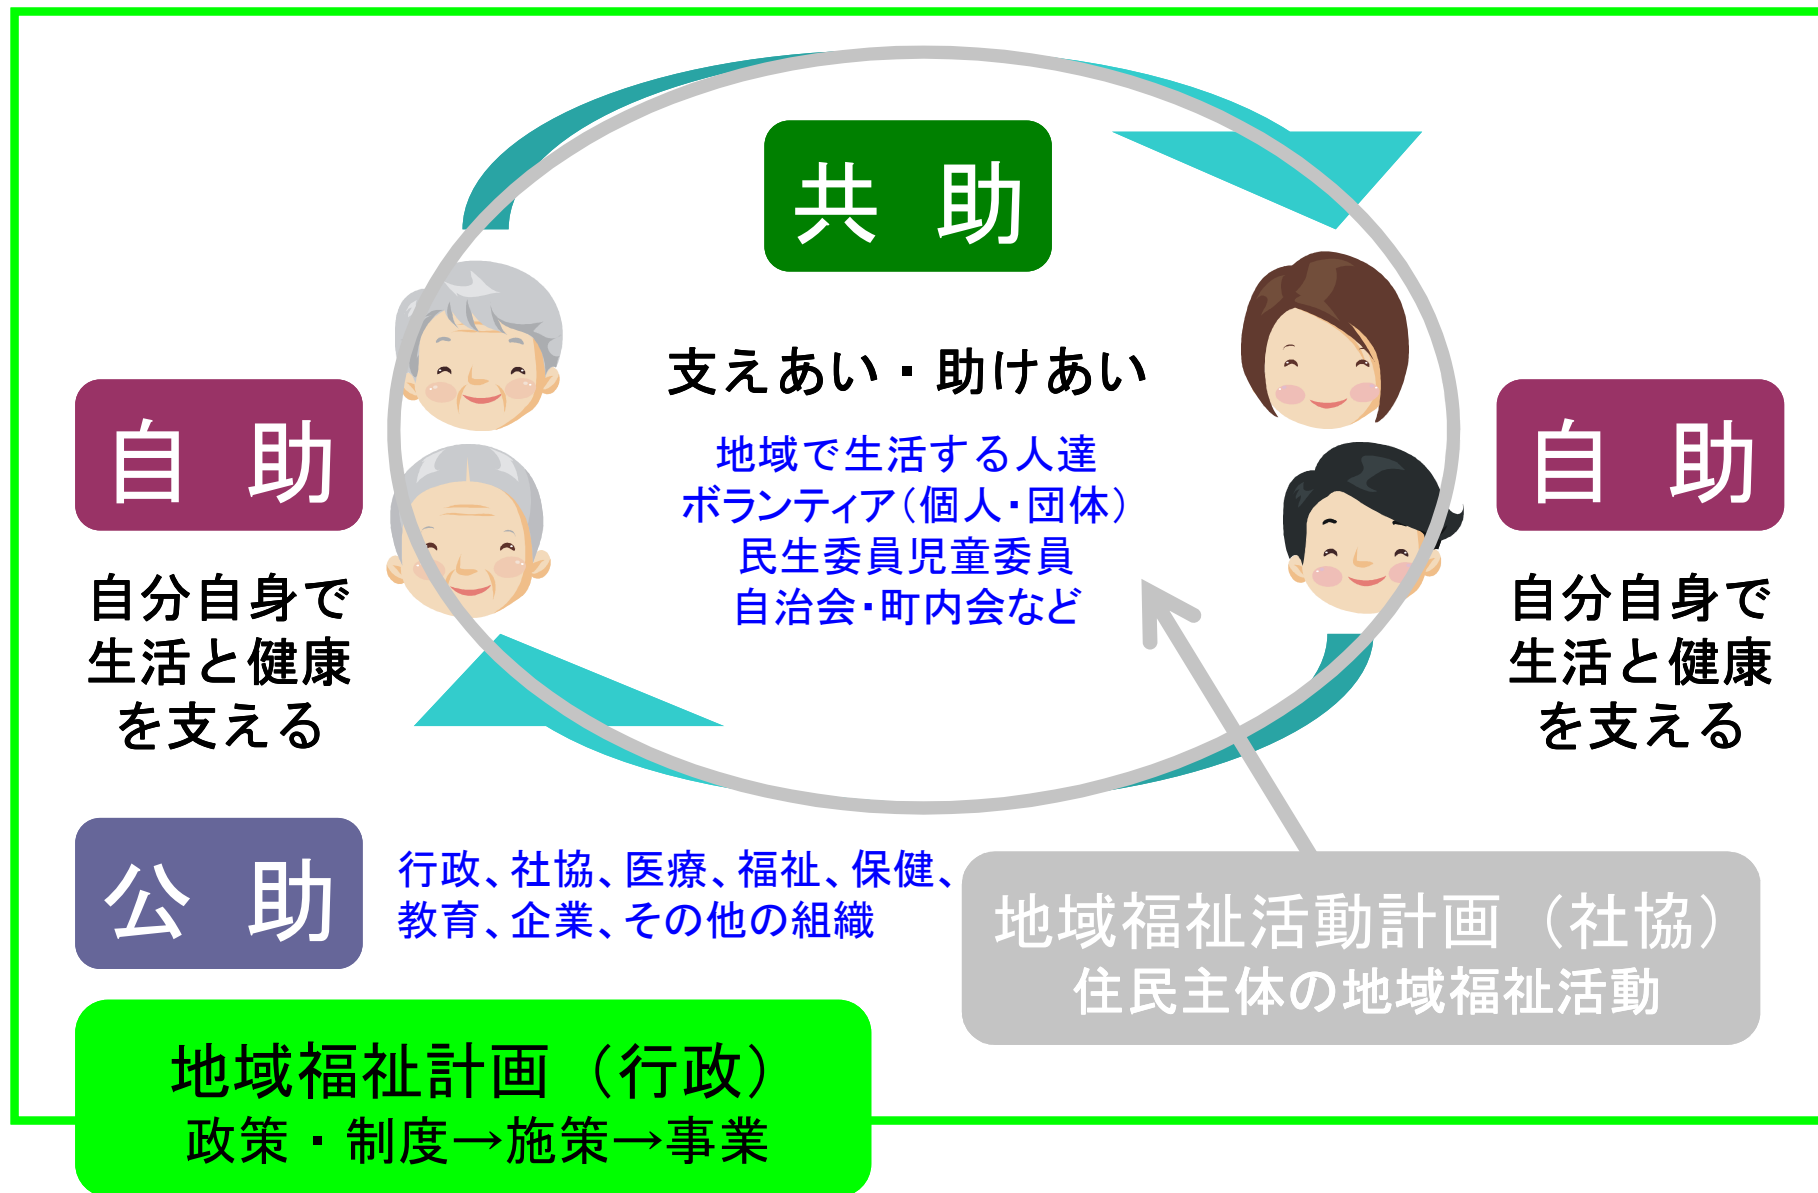 共　助
支えあい・助けあい
地域で生活する人達
ボランティア（個人・団体）
民生委員児童委員
自治会・町内会など
自　助
自分自身で
生活と健康
を支える
自　助
自分自身で
生活と健康
を支える
公　助
行政、社協、医療、福祉、保健、
教育、企業、その他の組織
地域福祉活動計画（社協）
住民主体の地域福祉活動
地域福祉計画（行政）
政策・制度→施策→事業